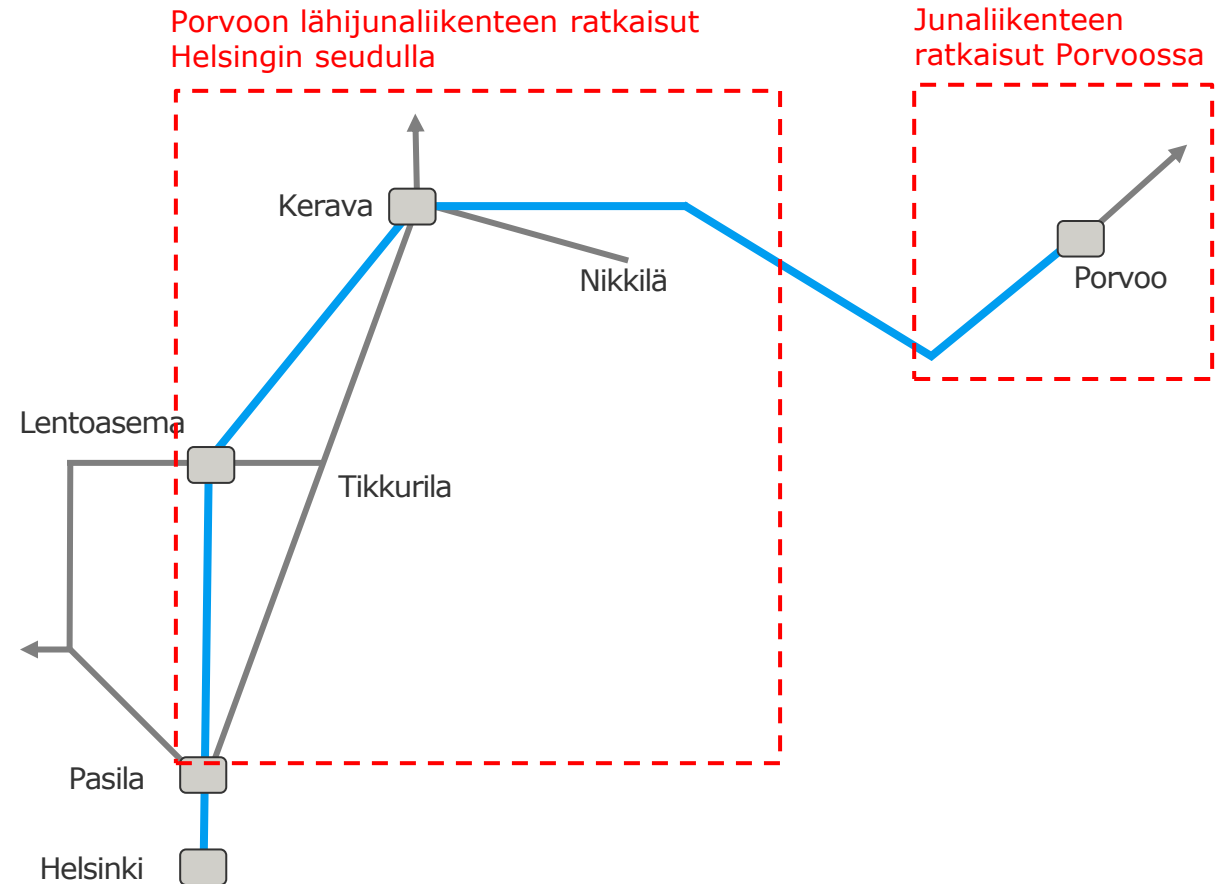 Porvoon lähijunaliikenteen ratkaisut
Helsingin seudulla
Junaliikenteen
ratkaisut Porvoossa
Kerava
Nikkilä
Porvoo
Lentoasema
Tikkurila
Pasila
Helsinki